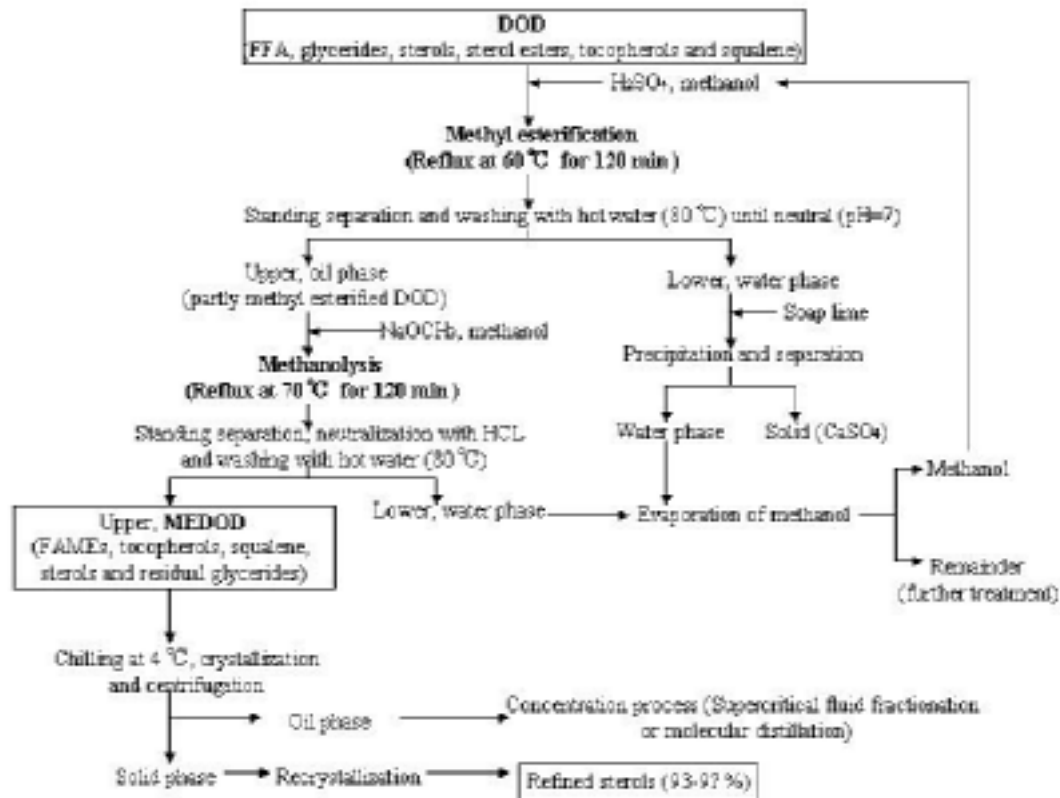 DOD
(FFA, glycerides, sterols, sterol esters, tocopherols and squalene)
H₂SO₄, methanol
Methyl esterification
(Reflux at 60℃ for 120 min)
Standing separation and washing with hot water (80℃) until neutral (pH=7)
Upper, oil phase
(partly methyl esterified DOD)
Lower, water phase
NaOCH₃, methanol
Soap lime
Methanolysis
(Reflux at 70℃ for 120 min)
Precipitation and separation
Standing separation, neutralization with HCL
and washing with hot water (80℃)
Water phase
Solid (CaSO₄)
Methanol
Upper, MEDOD
(FAMEs, tocopherols, squalene,
sterols and residual glycerides)
Lower, water phase
Evaporation of methanol
Remainder
(further treatment)
Chilling at 4℃, crystallization
and centrifugation
Oil phase
Concentration process (Supercritical fluid fractionation
or molecular distillation)
Solid phase
Recrystallization
Refined sterols (93-97%)